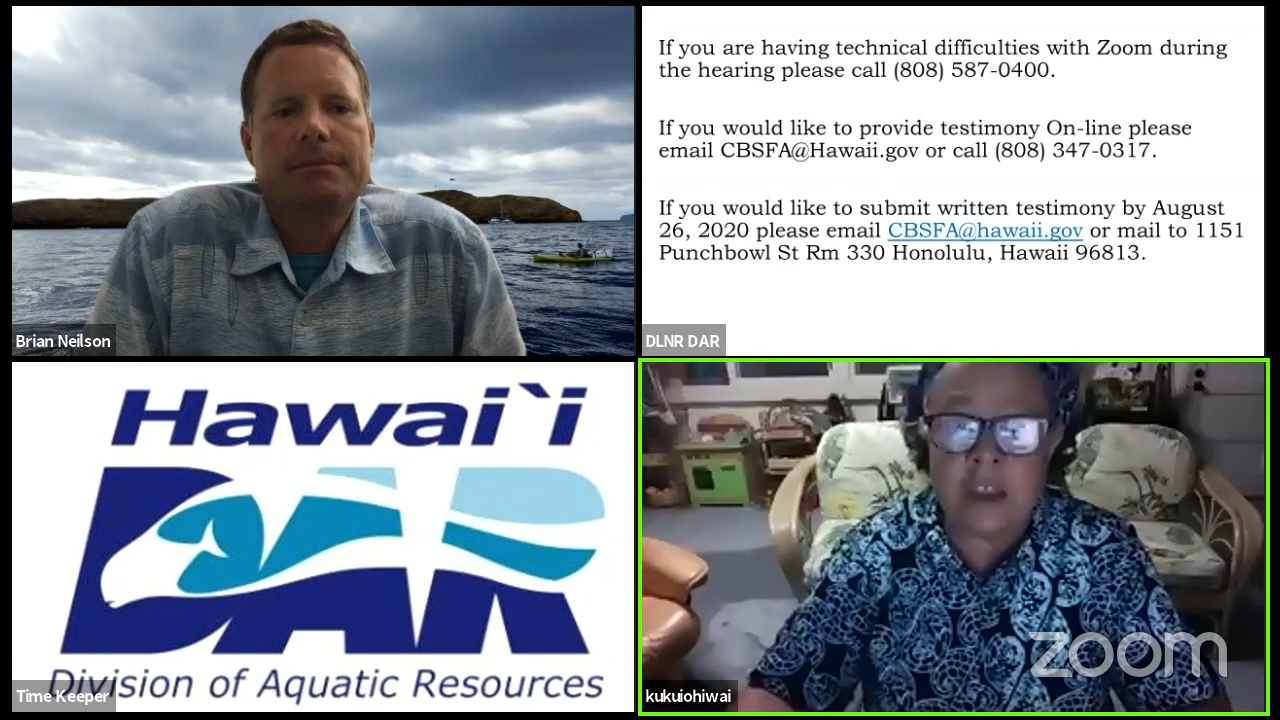 If you are having technical difficulties with Zoom during
the hearing please call (808) 587-0400.
If you would like to provide testimony On-line please
email CBSFA@Hawaii.gov or call (808) 347-0317.
If you would like to submit written testimony by August
26, 2020 please email CBSFA@hawaii.gov or mail to 1151
Punchbowl St Rm 330 Honolulu, Hawaii 96813.
Brian Neilson
DLNR DAR
Hawai`i
DAR
Division of Aquatic Resources
Time Keeper
kukuiohiwai
zoom